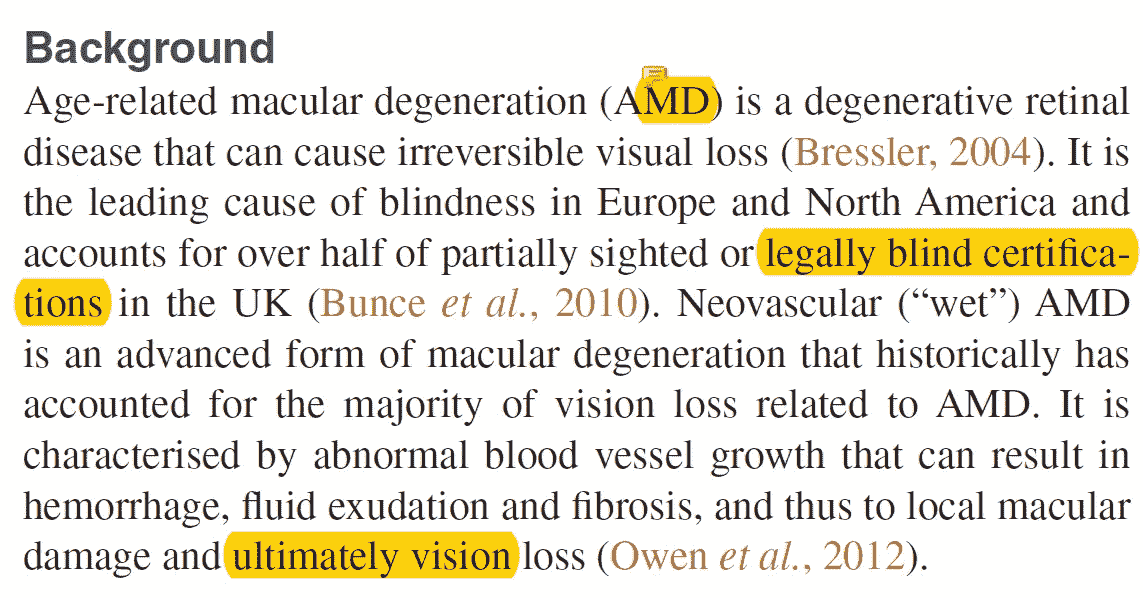 Background
Age-related macular degeneration (AMD) is a degenerative retinal
disease that can cause irreversible visual loss (Bressler, 2004). It is
the leading cause of blindness in Europe and North America and
accounts for over half of partially sighted or legally blind certifica-
tions in the UK (Bunce et al., 2010). Neovascular (“wet”) AMD
is an advanced form of macular degeneration that historically has
accounted for the majority of vision loss related to AMD. It is
characterised by abnormal blood vessel growth that can result in
hemorrhage, fluid exudation and fibrosis, and thus to local macular
damage and ultimately vision loss (Owen et al., 2012).